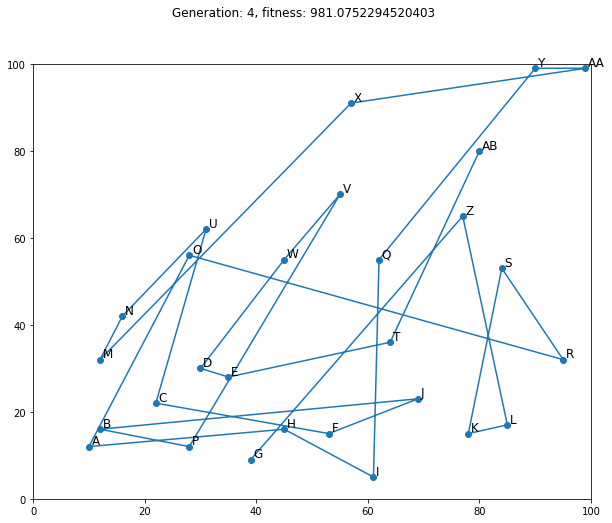 Generation: 4, fitness: 981.0752294520403
100
Y AA
X
AB
80
V
Z
U
60
O
W Q
S
N
40
T
M R
D
E
C J
20
B H L
F K
A P
G
I
0
0 20 40 60 80 100